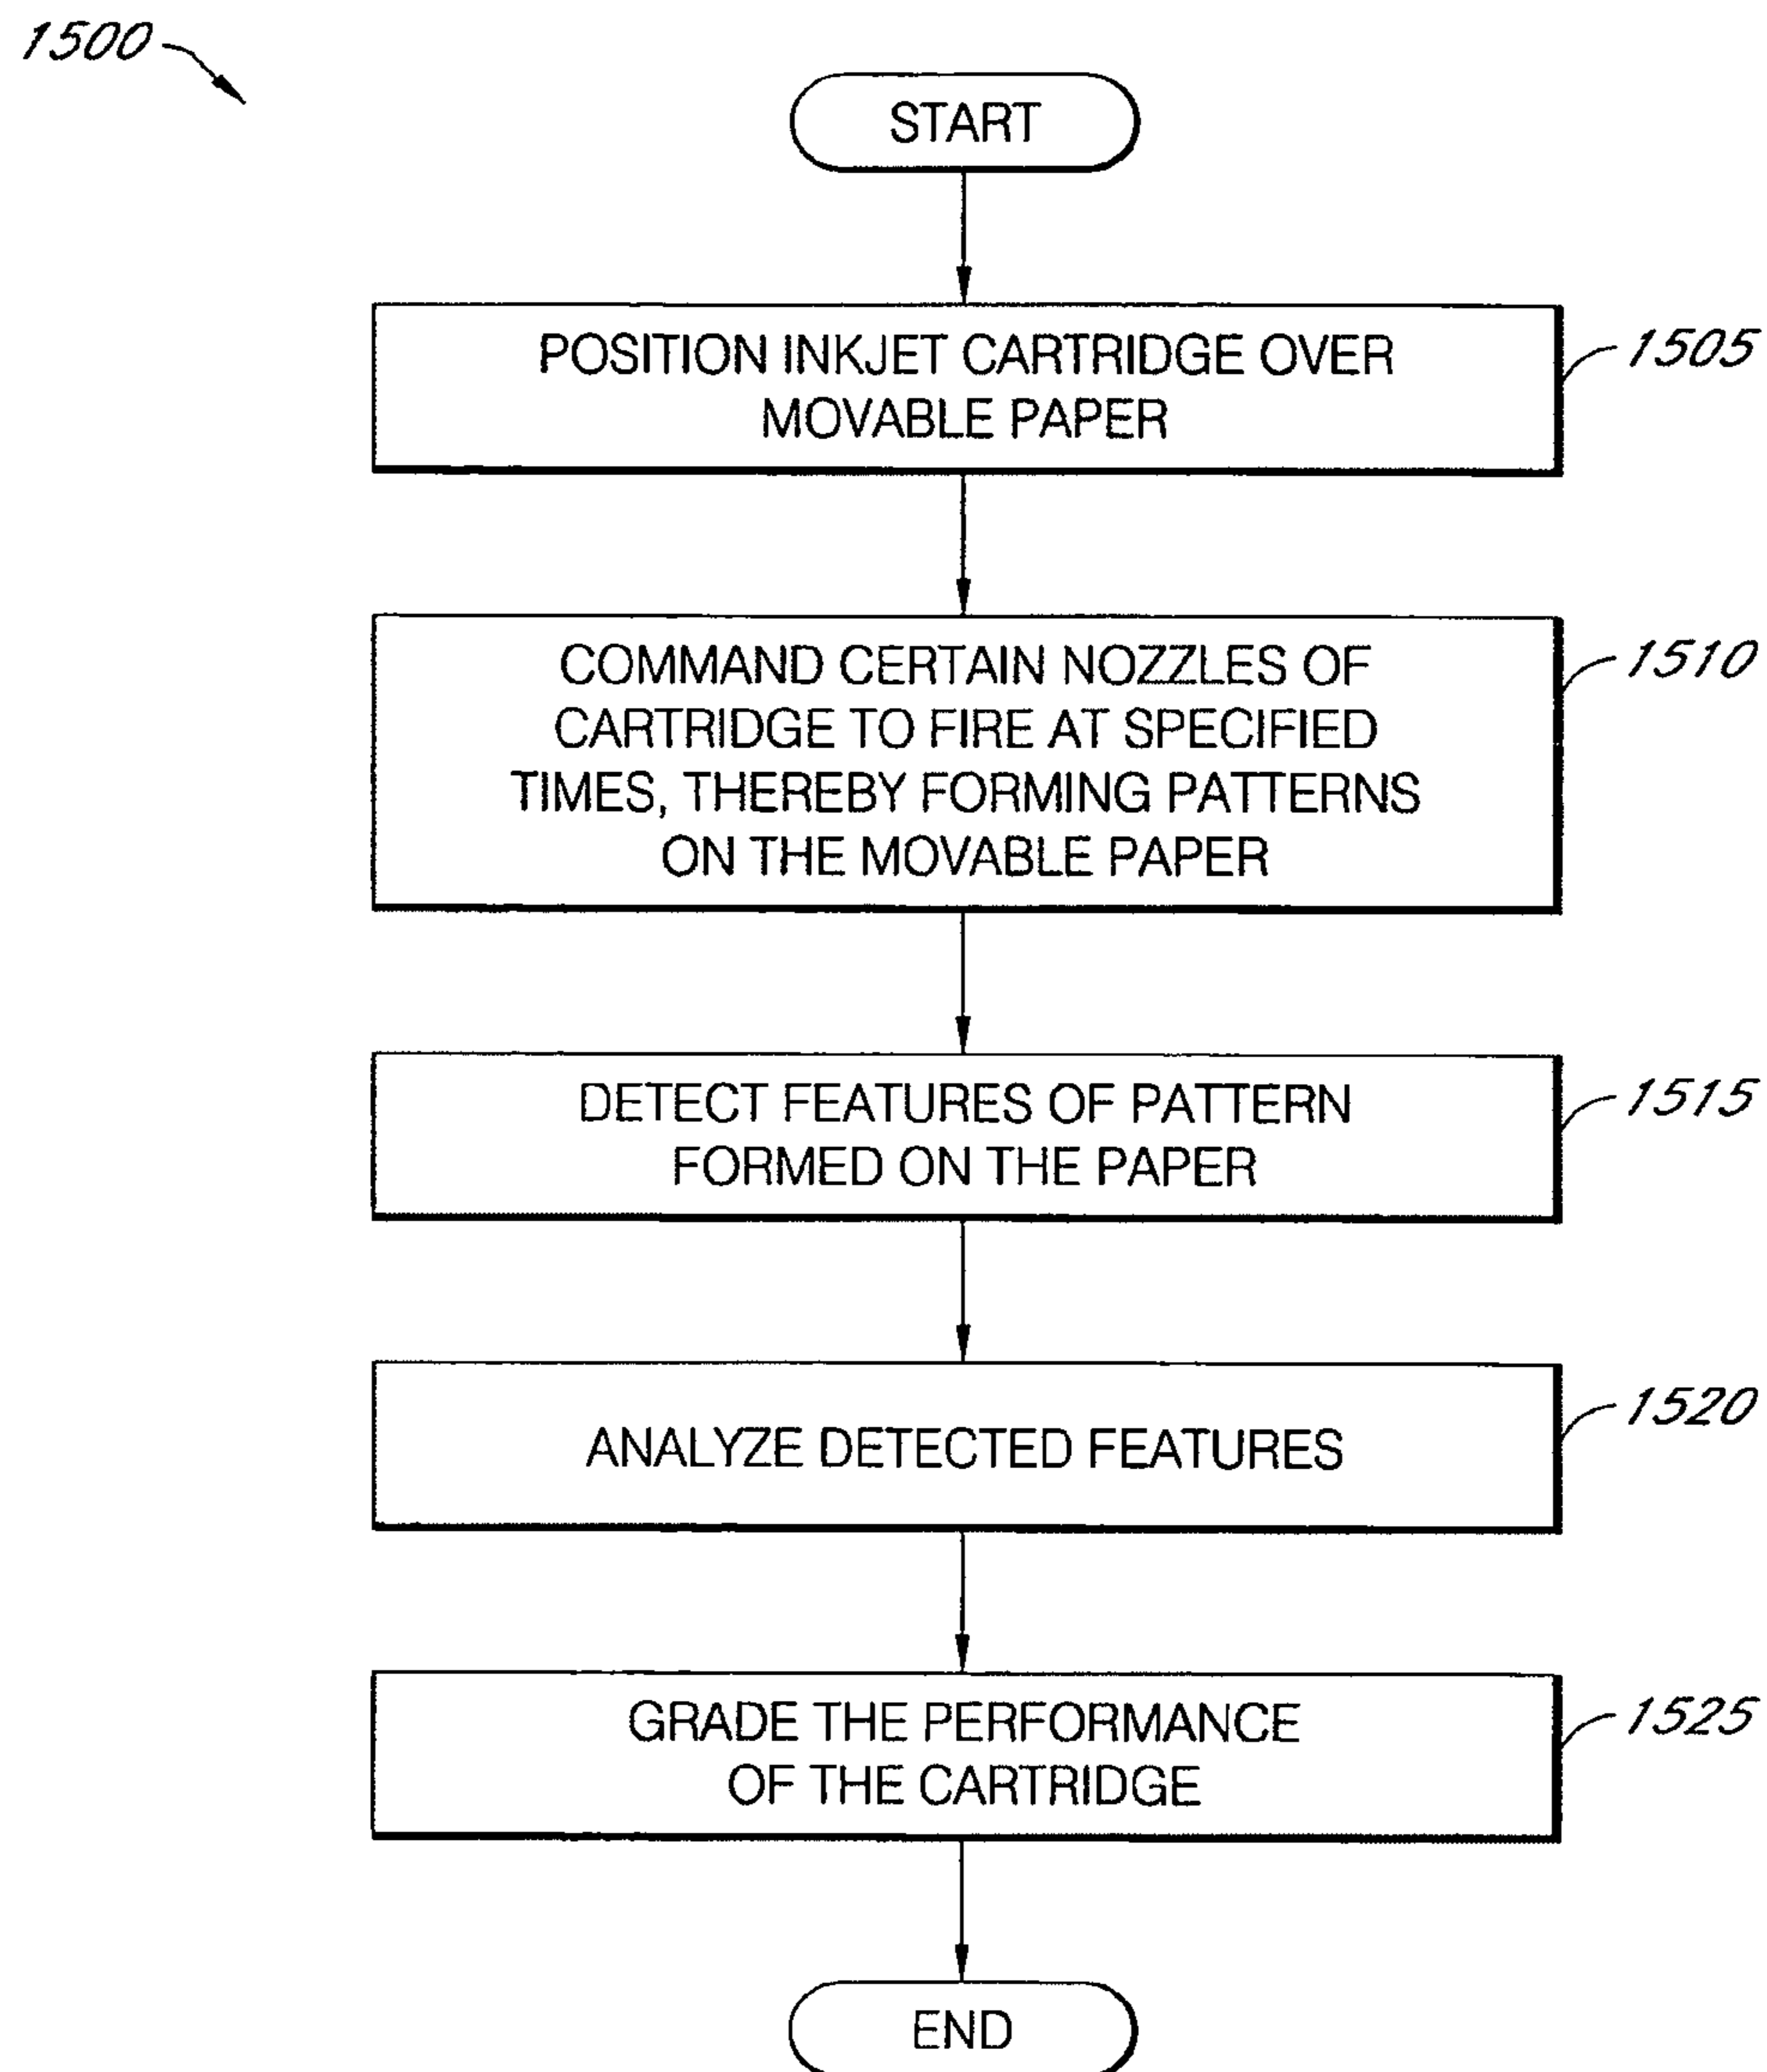 1500
START
POSITION INKJET CARTRIDGE OVER
MOVABLE PAPER
1505
COMMAND CERTAIN NOZZLES OF
CARTRIDGE TO FIRE AT SPECIFIED
TIMES, THEREBY FORMING PATTERNS
ON THE MOVABLE PAPER
1510
DETECT FEATURES OF PATTERN
FORMED ON THE PAPER
1515
ANALYZE DETECTED FEATURES
1520
GRADE THE PERFORMANCE
OF THE CARTRIDGE
1525
END